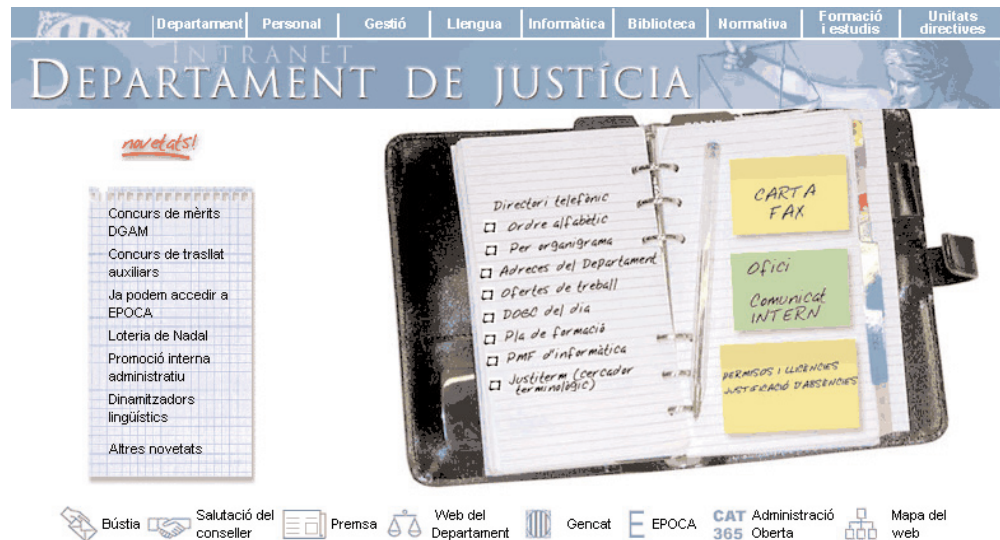 Departament Personal Gestió Llengua Informàtica Biblioteca Normativa Formació i estudis Unitats directives
INTRANET
DEPARTAMENT DE JUSTÍCIA
novetats!
Concurs de mèrits
DGAM
Concurs de trasllat
auxiliars
Ja podem accedir a
EPOCA
Loteria de Nadal
Promoció interna
administratiu
Dinamitzadors
lingüístics
Altres novetats
Directori telefònic
Ordre alfabètic
Per organigrama
Adreces del Departament
Ofertes de treball
DOGC del dia
Pla de formació
PMF d'informàtica
Justiterm (cercador
terminològic)
CARTA
FAX
Ofici
Comunicat
INTERN
PERMISOS I LLICÈNCIES
JUSTIFICACIÓ D'ABSÈNCIES
Bústia
Salutació del
conseller
Premsa
Web del
Departament
Gencat
E EPOCA
CAT
365
Administració
Oberta
Mapa del
web